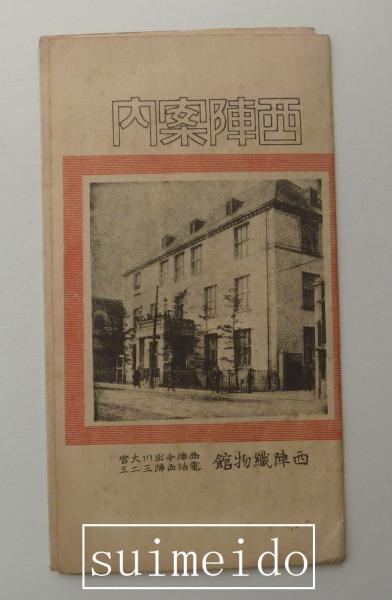 西陣案内
西陣織物館
西陣今出川大宮
電話西陣三二三
suimeido